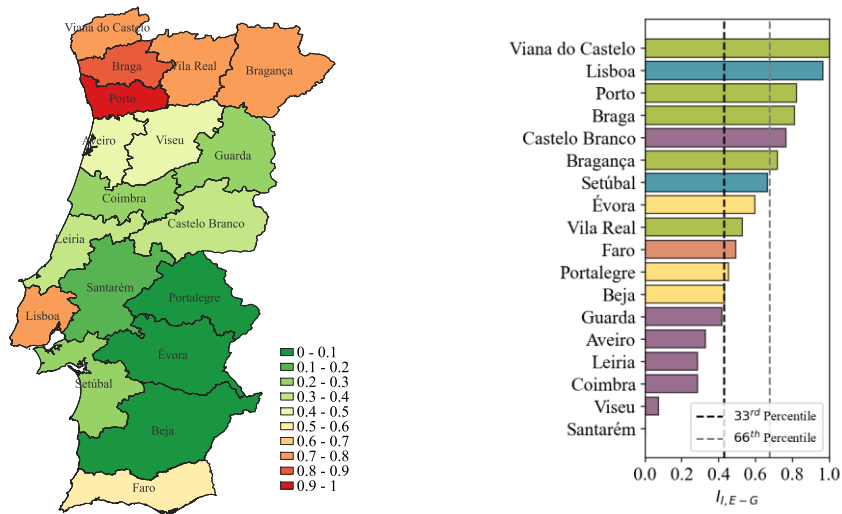 Viana do Castelo
Braga
Vila Real
Bragança
Porto
Aveiro
Viseu
Guarda
Coimbra
Castelo Branco
Leiria
Santarém
Portalegre
Lisboa
Évora
Setúbal
Beja
Faro
0 - 0.1
0.1 - 0.2
0.2 - 0.3
0.3 - 0.4
0.4 - 0.5
0.5 - 0.6
0.6 - 0.7
0.7 - 0.8
0.8 - 0.9
0.9 - 1
Viana do Castelo
Lisboa
Porto
Braga
Castelo Branco
Bragança
Setúbal
Évora
Vila Real
Faro
Portalegre
Beja
Guarda
Aveiro
Leiria
Coimbra
Viseu
Santarém
33rd Percentile
66th Percentile
0.0 0.2 0.4 0.6 0.8 1.0
I_{I,E-G}